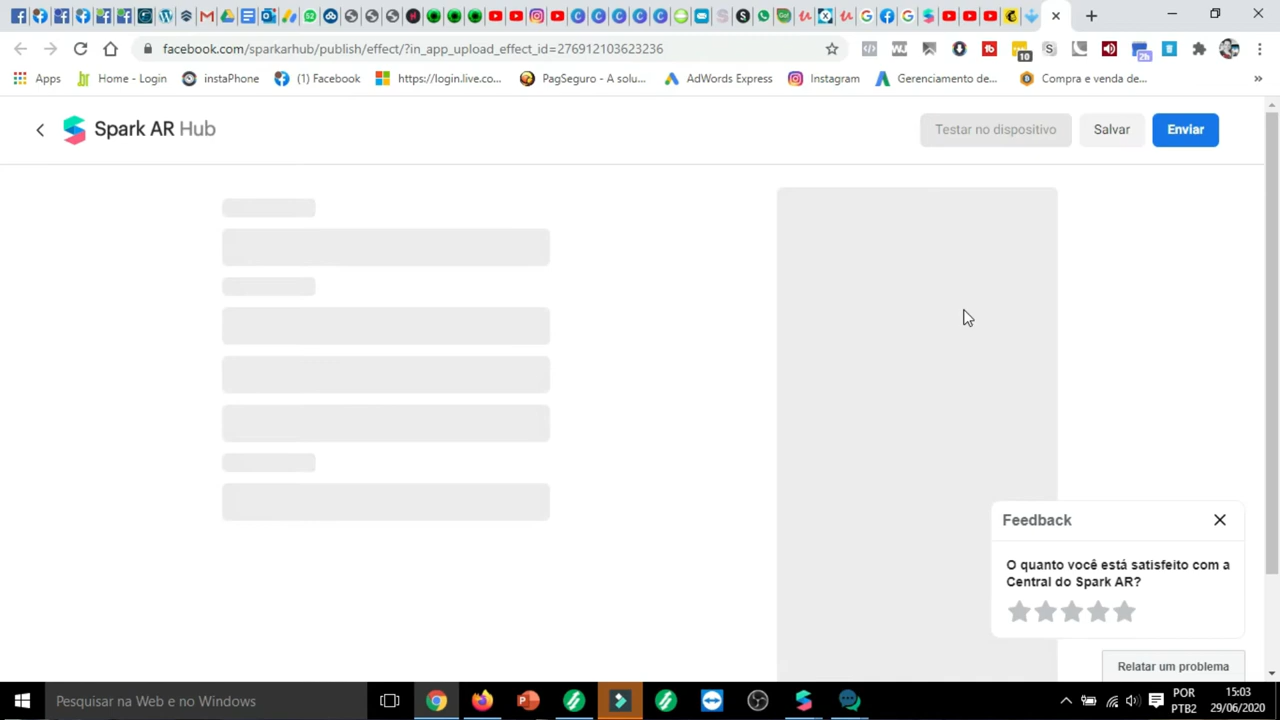 facebook.com/sparkarhub/publish/effect/?in_app_upload_effect_id=276912103623236
10
2h
Apps
Home - Login
instaPhone
(1) Facebook
https://login.live.co...
PagSeguro - A solu...
AdWords Express
Instagram
Gerenciamento de...
Compra e venda de...
»
Spark AR Hub
Testar no dispositivo
Salvar
Enviar
Feedback
O quanto você está satisfeito com a
Central do Spark AR?
Relatar um problema
Pesquisar na Web e no Windows
POR
PTB2
15:03
29/06/2020